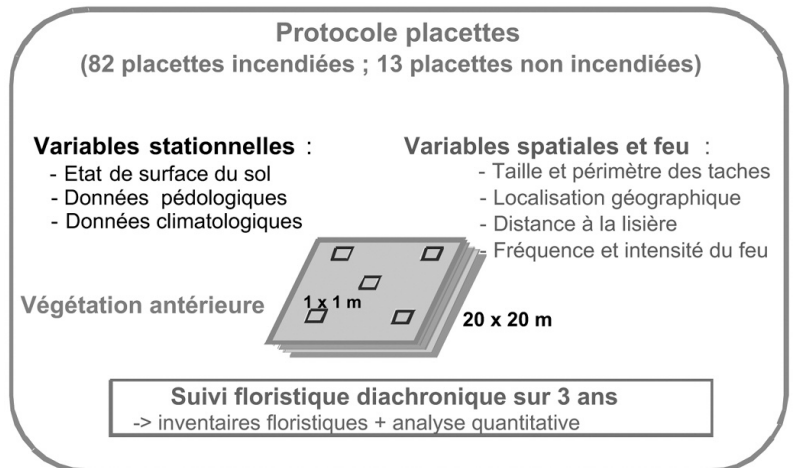 Protocole placettes
(82 placettes incendiées ; 13 placettes non incendiées)
Variables stationnelles :
- Etat de surface du sol
- Données pédologiques
- Données climatologiques
Variables spatiales et feu :
- Taille et périmètre des taches
- Localisation géographique
- Distance à la lisière
- Fréquence et intensité du feu
Végétation antérieure
1 x 1 m
20 x 20 m
Suivi floristique diachronique sur 3 ans
-> inventaires floristiques + analyse quantitative